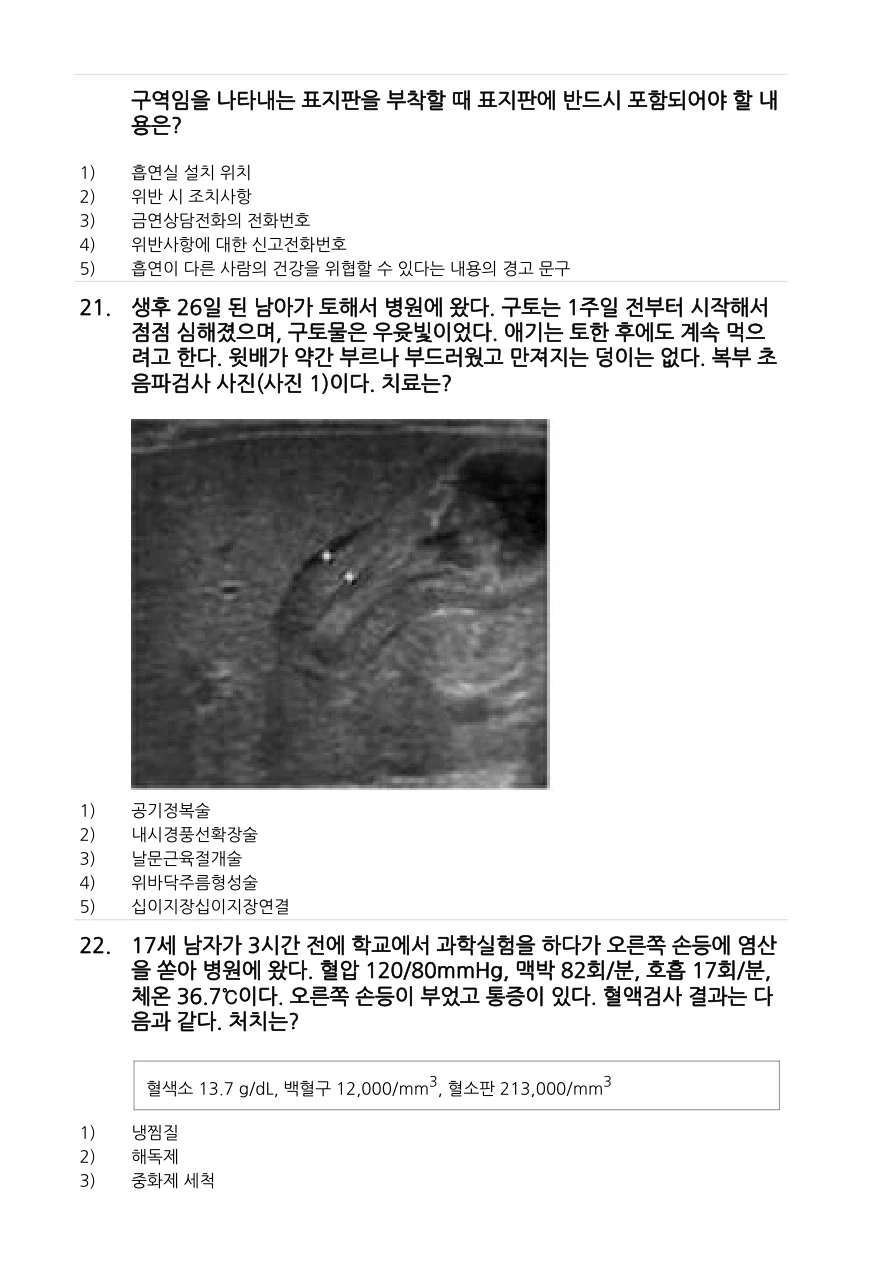 구역임을 나타내는 표지판을 부착할 때 표지판에 반드시 포함되어야 할 내
용은?
1) 흡연실 설치 위치
2) 위반 시 조치사항
3) 금연상담전화의 전화번호
4) 위반사항에 대한 신고전화번호
5) 흡연이 다른 사람의 건강을 위협할 수 있다는 내용의 경고 문구
21. 생후 26일 된 남아가 토해서 병원에 왔다. 구토는 1주일 전부터 시작해서
점점 심해졌으며, 구토물은 우윳빛이었다. 애기는 토한 후에도 계속 먹으
려고 한다. 윗배가 약간 부르나 부드러웠고 만져지는 덩이는 없다. 복부 초
음파검사 사진(사진 1)이다. 치료는?
1) 공기정복술
2) 내시경풍선확장술
3) 날문근육절개술
4) 위바닥주름형성술
5) 십이지장십이지장연결
22. 17세 남자가 3시간 전에 학교에서 과학실험을 하다가 오른쪽 손등에 염산
을 쏟아 병원에 왔다. 혈압 120/80mmHg, 맥박 82회/분, 호흡 17회/분,
체온 36.7℃이다. 오른쪽 손등이 부었고 통증이 있다. 혈액검사 결과는 다
음과 같다. 처치는?
혈색소 13.7 g/dL, 백혈구 12,000/mm³, 혈소판 213,000/mm³
1) 냉찜질
2) 해독제
3) 중화제 세척